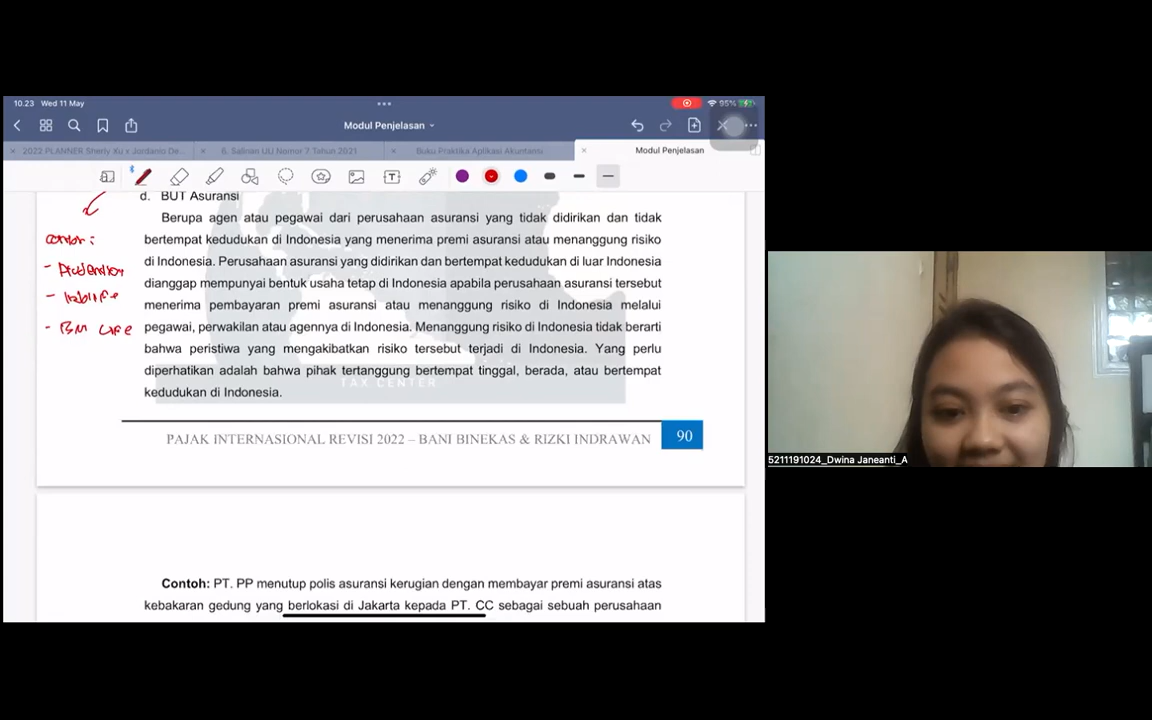 10.23 Wed 11 May
95%
Modul Penjelasan
2022 PLANNER Sherly Xu x Jordanio De...
6. Salinan UU Nomor 7 Tahun 2021
Buku Praktika Aplikasi Akuntansi
Modul Penjelasan
d. BUT Asuransi
Berupa agen atau pegawai dari perusahaan asuransi yang tidak didirikan dan tidak
bertempat kedudukan di Indonesia yang menerima premi asuransi atau menanggung risiko
di Indonesia. Perusahaan asuransi yang didirikan dan bertempat kedudukan di luar Indonesia
dianggap mempunyai bentuk usaha tetap di Indonesia apabila perusahaan asuransi tersebut
menerima pembayaran premi asuransi atau menanggung risiko di Indonesia melalui
pegawai, perwakilan atau agennya di Indonesia. Menanggung risiko di Indonesia tidak berarti
bahwa peristiwa yang mengakibatkan risiko tersebut terjadi di Indonesia. Yang perlu
diperhatikan adalah bahwa pihak tertanggung bertempat tinggal, berada, atau bertempat
kedudukan di Indonesia.
- BNI Life
TAX CENTER
PAJAK INTERNASIONAL REVISI 2022 – BANI BINEKAS & RIZKI INDRAWAN 90
Contoh: PT. PP menutup polis asuransi kerugian dengan membayar premi asuransi atas
kebakaran gedung yang berlokasi di Jakarta kepada PT. CC sebagai sebuah perusahaan
5211191024_Dwina Janeanti_A